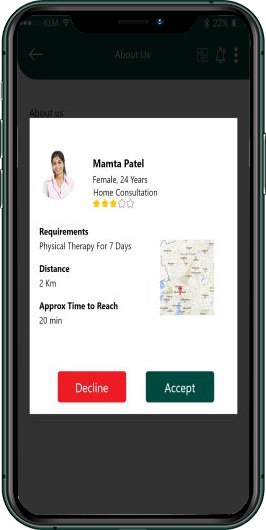 KLM
22%
About Us
About us
Mamta Patel
Female, 24 Years
Home Consultation
Requirements
Physical Therapy For 7 Days
Distance
2 Km
Approx Time to Reach
20 min
Decline Accept